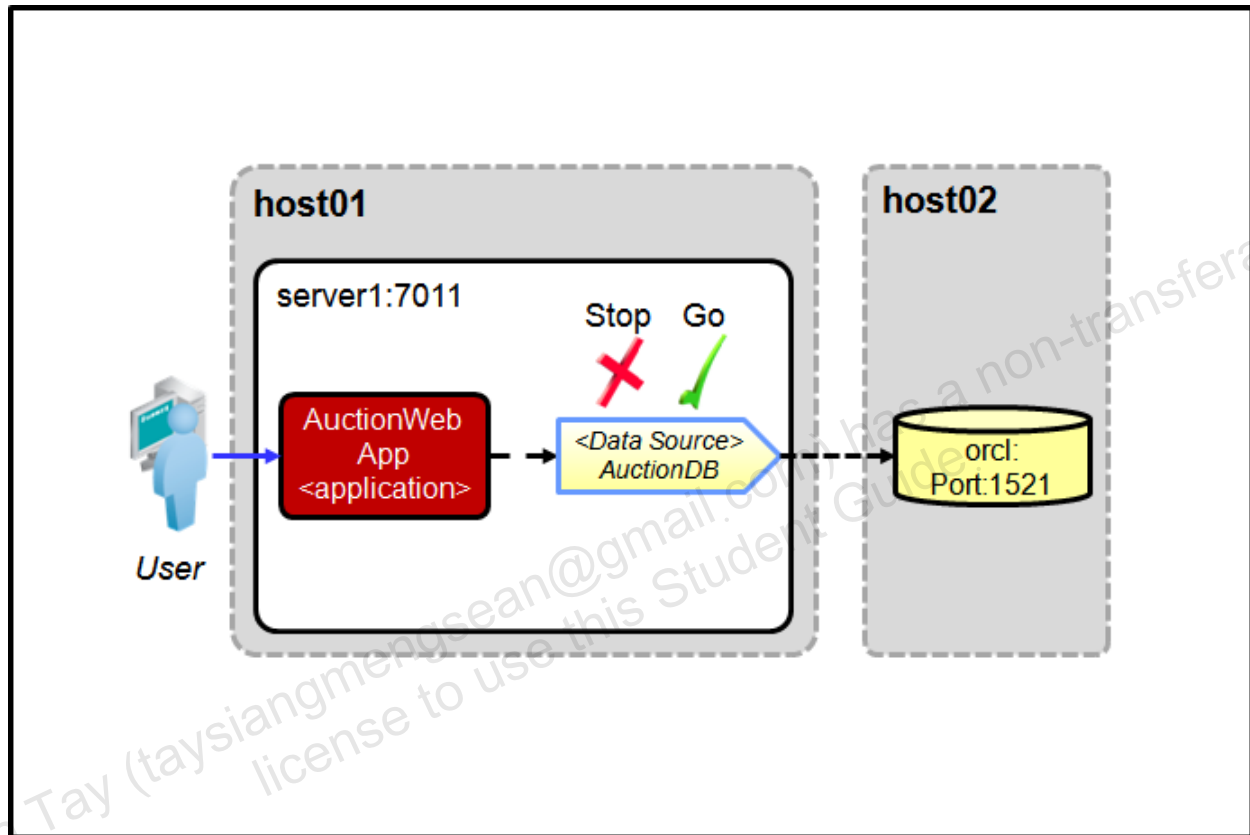 host01
host02
server1:7011
Stop Go
AuctionWeb
App
<application>
<Data Source>
AuctionDB
orcl:
Port:1521
User
Tay (taysiangmengsean@gmail.com) has a non-transfera
license to use this Student Guide.